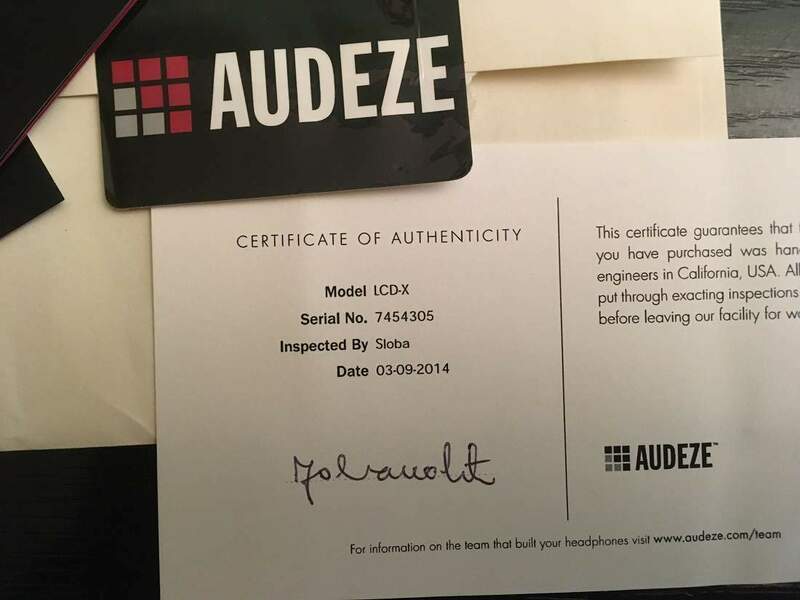 AUDEZE
CERTIFICATE OF AUTHENTICITY
Model LCD-X
Serial No. 7454305
Inspected By Sloba
Date 03-09-2014
This certificate guarantees that
you have purchased was
engineers in California, USA. All
put through exacting inspections
before leaving our facility for
AUDEZE™
For information on the team that built your headphones visit www.audeze.com/team